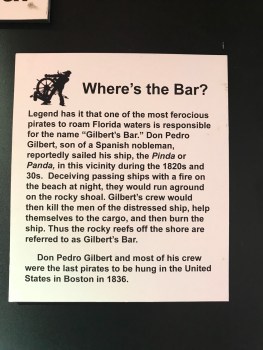 Where's the Bar?
Legend has it that one of the most ferocious
pirates to roam Florida waters is responsible
for the name "Gilbert's Bar." Don Pedro
Gilbert, son of a Spanish nobleman,
reportedly sailed his ship, the Pinda or
Panda, in this vicinity during the 1820s and
30s. Deceiving passing ships with a fire on
the beach at night, they would run aground
on the rocky shoal. Gilbert's crew would
then kill the men of the distressed ship, help
themselves to the cargo, and then burn the
ship. Thus the rocky reefs off the shore are
referred to as Gilbert's Bar.
Don Pedro Gilbert and most of his crew
were the last pirates to be hung in the United
States in Boston in 1836.